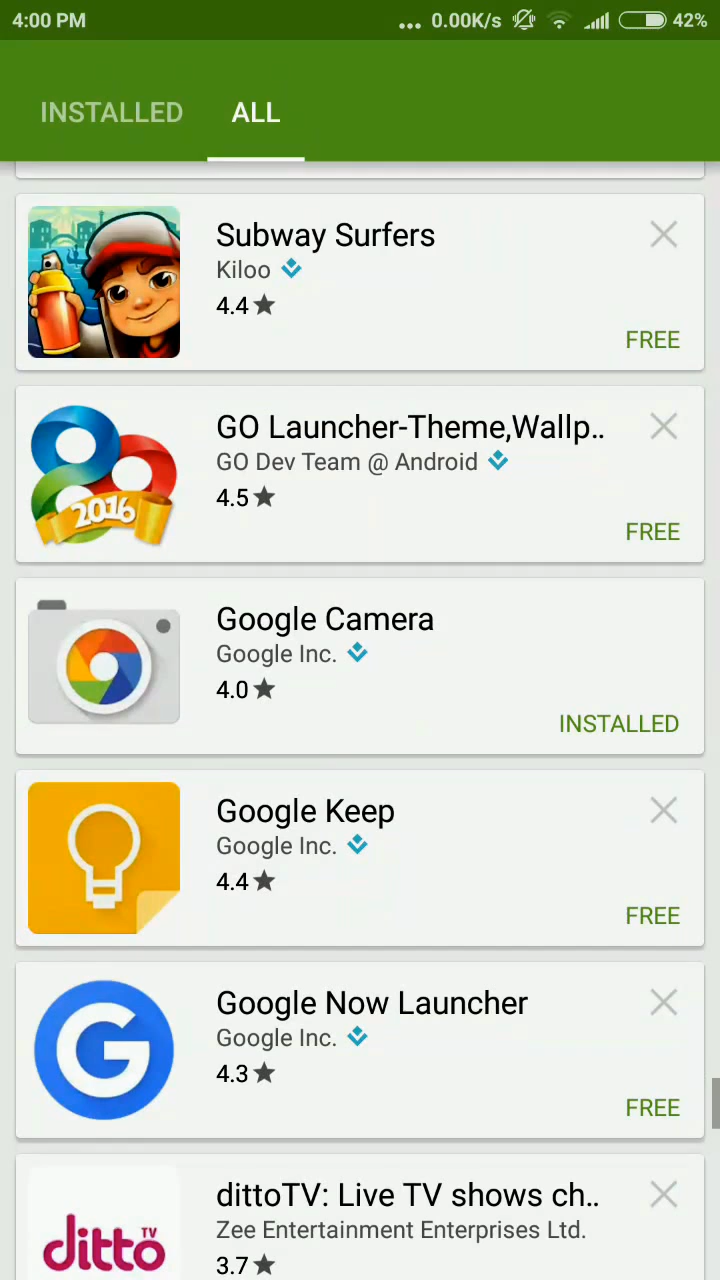 4:00 PM ... 0.00K/s 42%
INSTALLED ALL
Subway Surfers
Kiloo
4.4
FREE
GO Launcher-Theme,Wallp..
GO Dev Team @ Android
4.5
FREE
2016
Google Camera
Google Inc.
4.0
INSTALLED
Google Keep
Google Inc.
4.4
FREE
G
Google Now Launcher
Google Inc.
4.3
FREE
dittoTV: Live TV shows ch..
Zee Entertainment Enterprises Ltd.
3.7
ditto TV